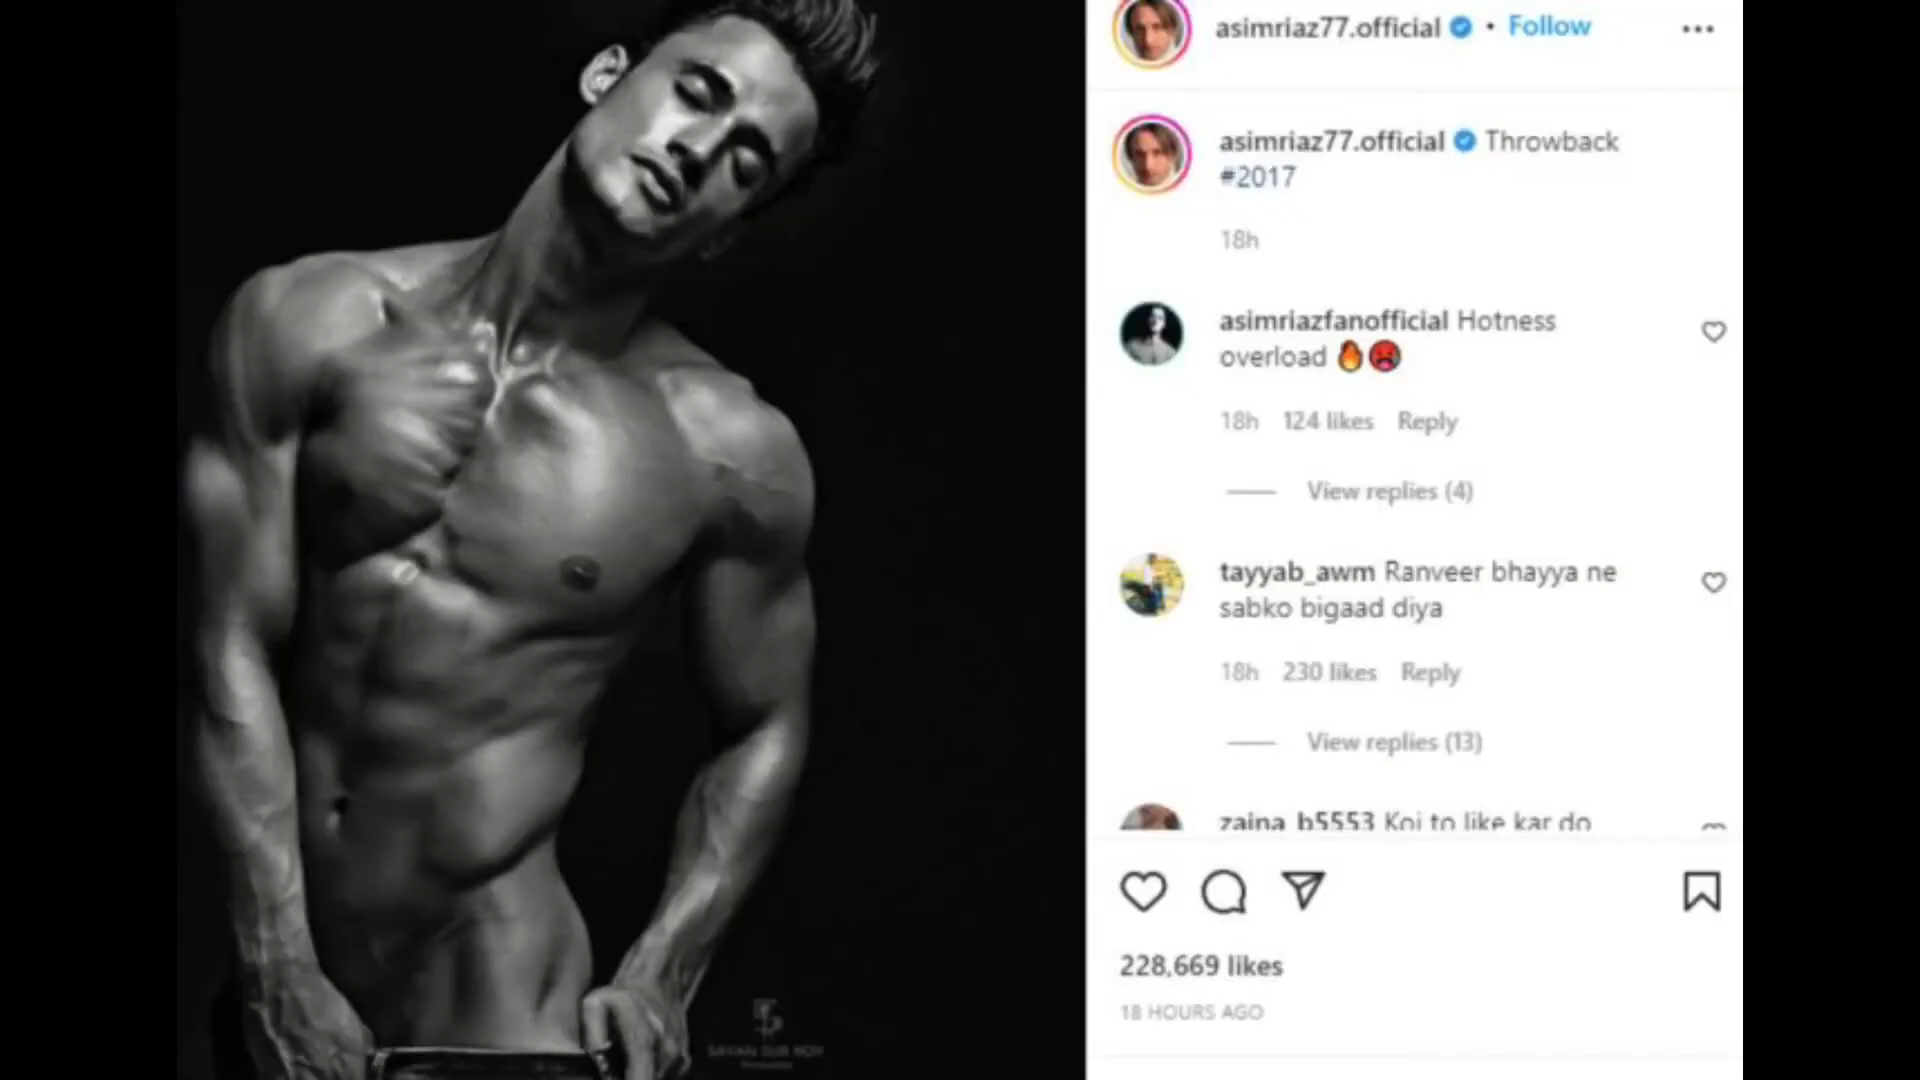 asimriaz77.official • Follow
asimriaz77.official Throwback
#2017
18h
asimriazfanofficial Hotness
overload
18h 124 likes Reply
View replies (4)
tayyab_awm Ranveer bhayya ne
sabko bigaad diya
18h 230 likes Reply
View replies (13)
zaina_b5553 Koi to like kar do
228,669 likes
18 HOURS AGO